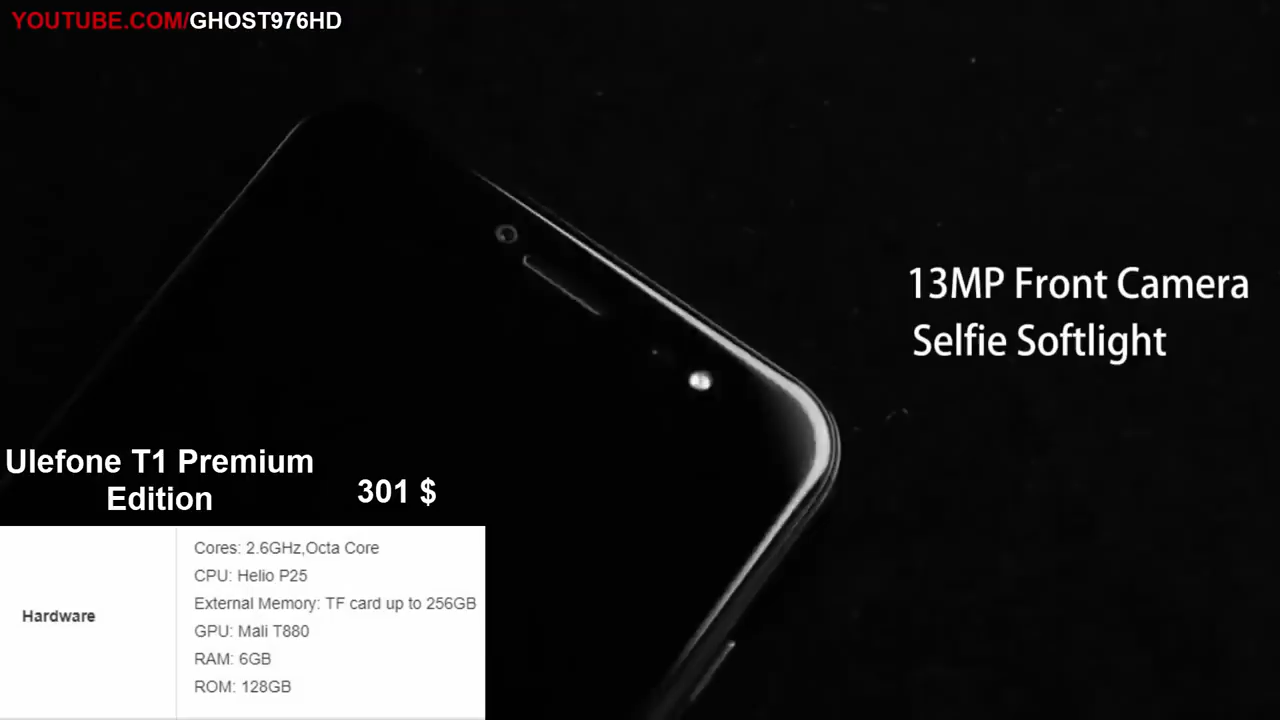 YOUTUBE.COM/GHOST976HD
13MP Front Camera
Selfie Softlight
Ulefone T1 Premium
Edition
301 $
Hardware
Cores: 2.6GHz,Octa Core
CPU: Helio P25
External Memory: TF card up to 256GB
GPU: Mali T880
RAM: 6GB
ROM: 128GB